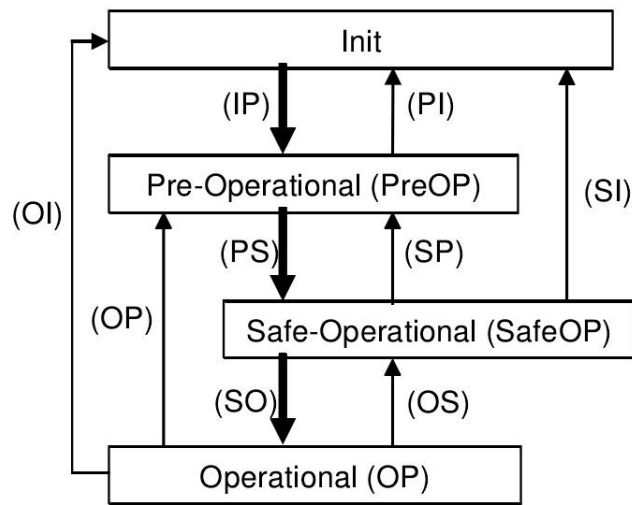 Init
(IP)
(PI)
Pre-Operational (PreOP)
(OI)
(SI)
(PS)
(SP)
(OP)
Safe-Operational (SafeOP)
(SO)
(OS)
Operational (OP)